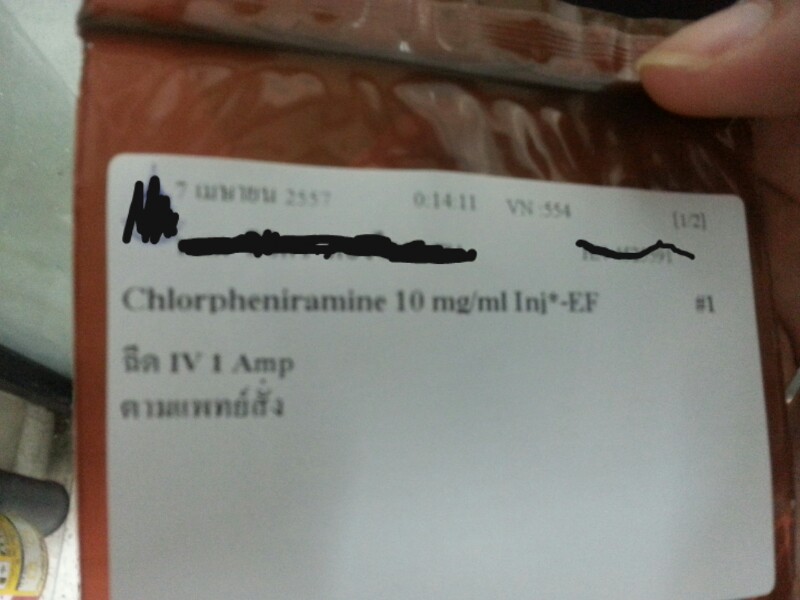 7 เมษายน 2557 0:14:11 VN :554 [1/2]
Chlorpheniramine 10 mg/ml Inj*-EF #1
ฉีด IV 1 Amp
ตามแพทย์สั่ง